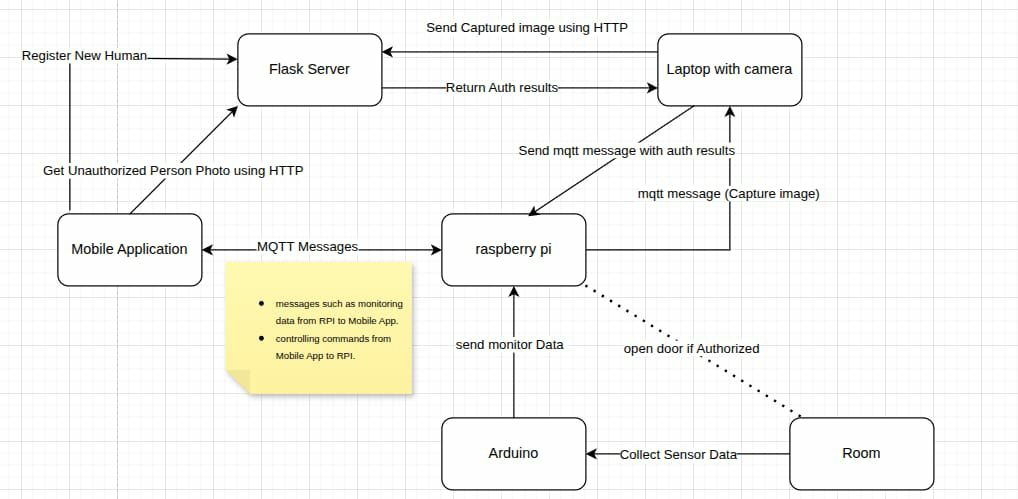 Send Captured image using HTTP
Register New Human
Flask Server
Laptop with camera
Return Auth results
Send mqtt message with auth results
Get Unauthorized Person Photo using HTTP
mqtt message (Capture image)
Mobile Application
MQTT Messages
raspberry pi
messages such as monitoring
data from RPI to Mobile App.
controlling commands from
Mobile App to RPI.
send monitor Data
open door if Authorized
Arduino
Collect Sensor Data
Room